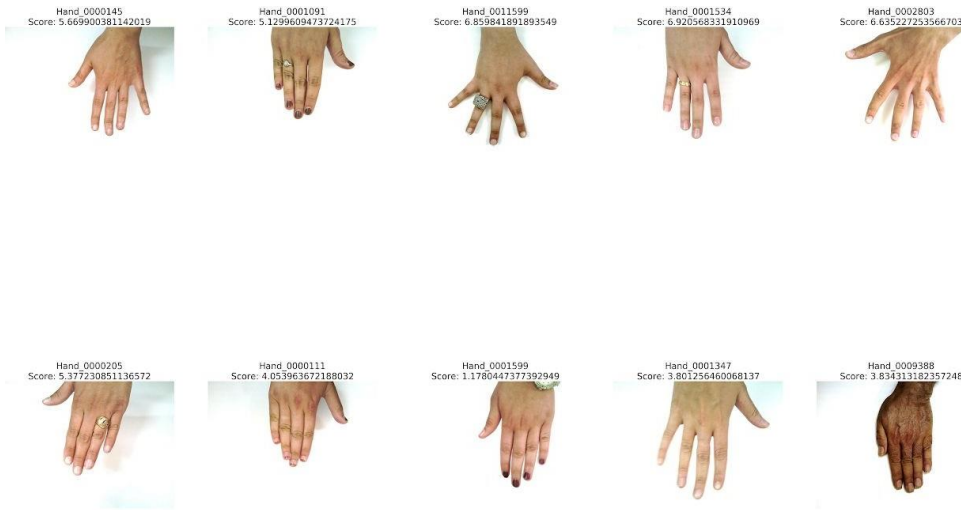 Hand_0000145
Score: 5.669900381142019
Hand_0001091
Score: 5.1299609473724175
Hand_0011599
Score: 6.859841891893549
Hand_0001534
Score: 6.920568331910969
Hand_0002803
Score: 6.635227253566703
Hand_0000205
Score: 5.377230851136572
Hand_0000111
Score: 4.053963672188032
Hand_0001599
Score: 1.1780447377392949
Hand_0001347
Score: 3.801256460068137
Hand_0009388
Score: 3.834313182357248